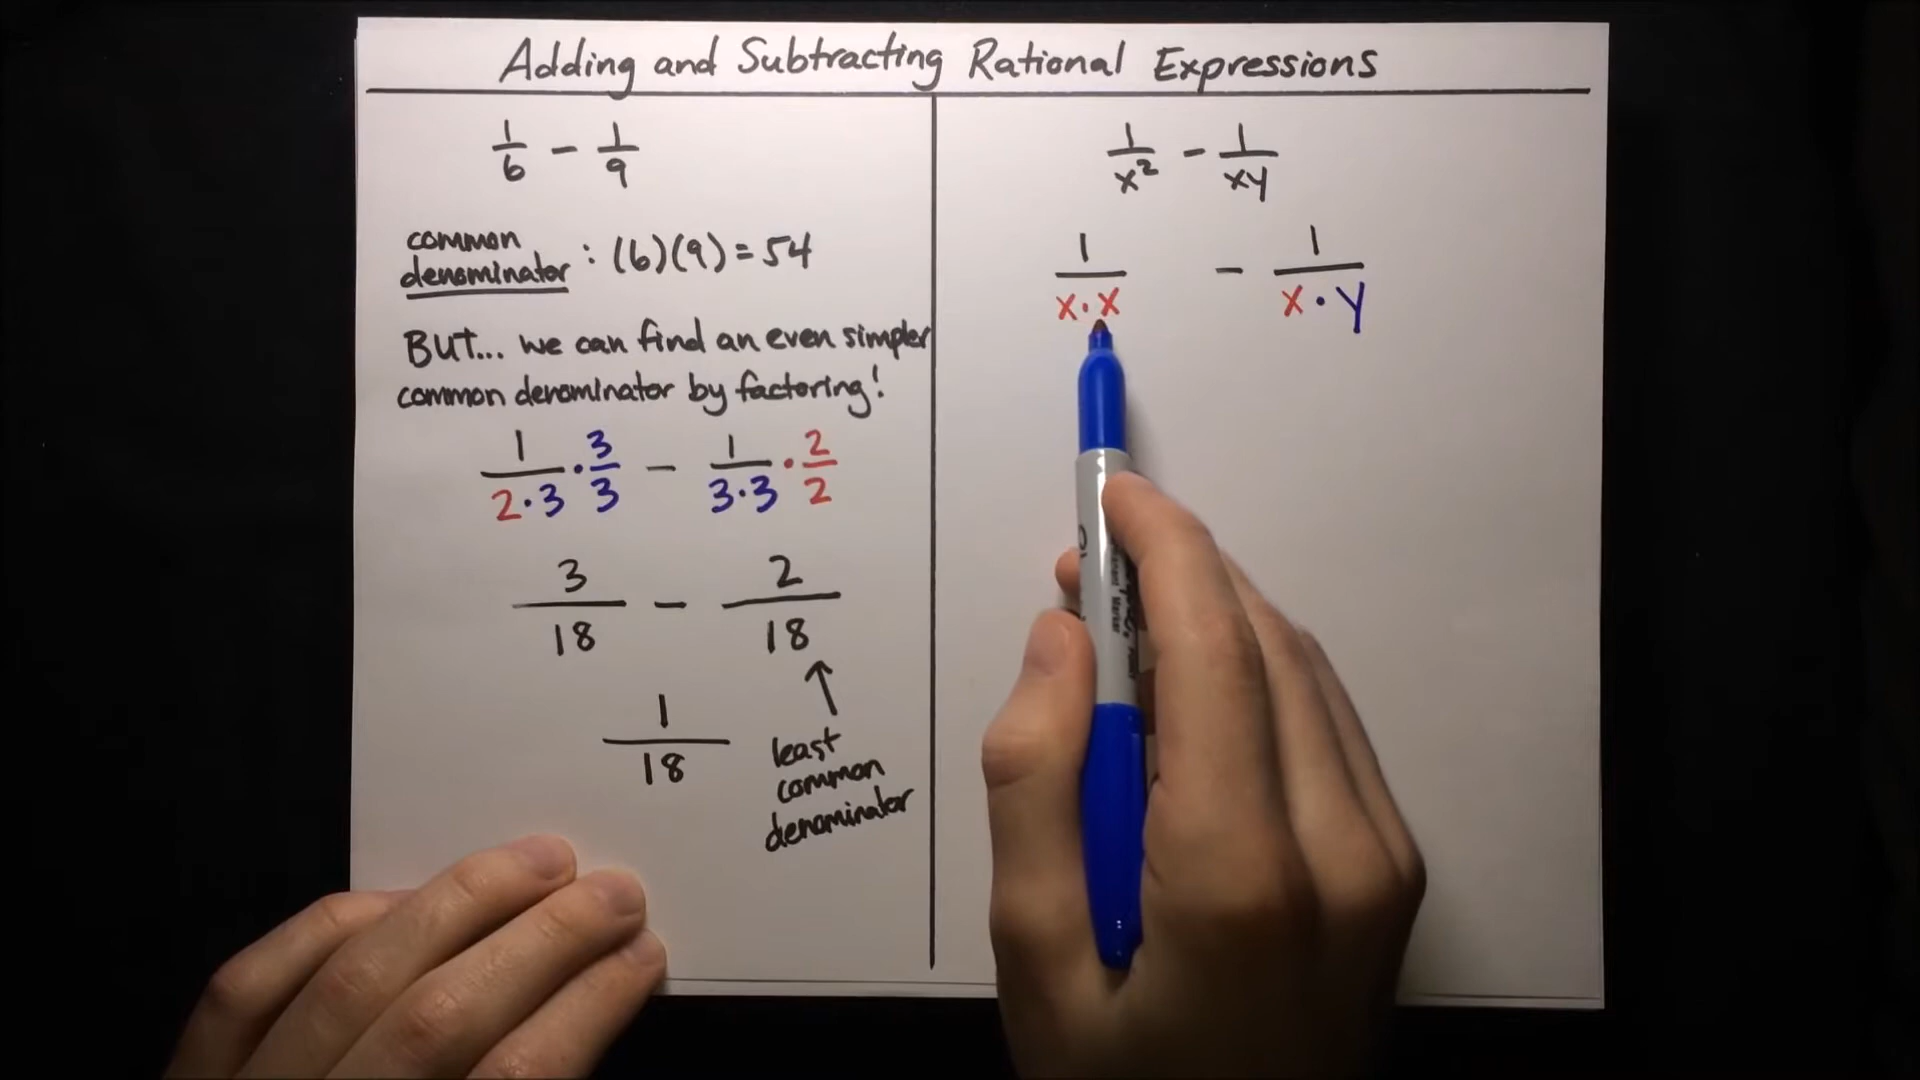 Adding and Subtracting Rational Expressions
1/6 - 1/9
common
denominator : (6)(9) = 54
But... we can find an even simpler
common denominator by factoring!
1/(2·3) · 3/3 - 1/(3·3) · 2/2
3/18 - 2/18
1/18
least
common
denominator
1/x² - 1/xy
1/(x·x) - 1/(x·y)